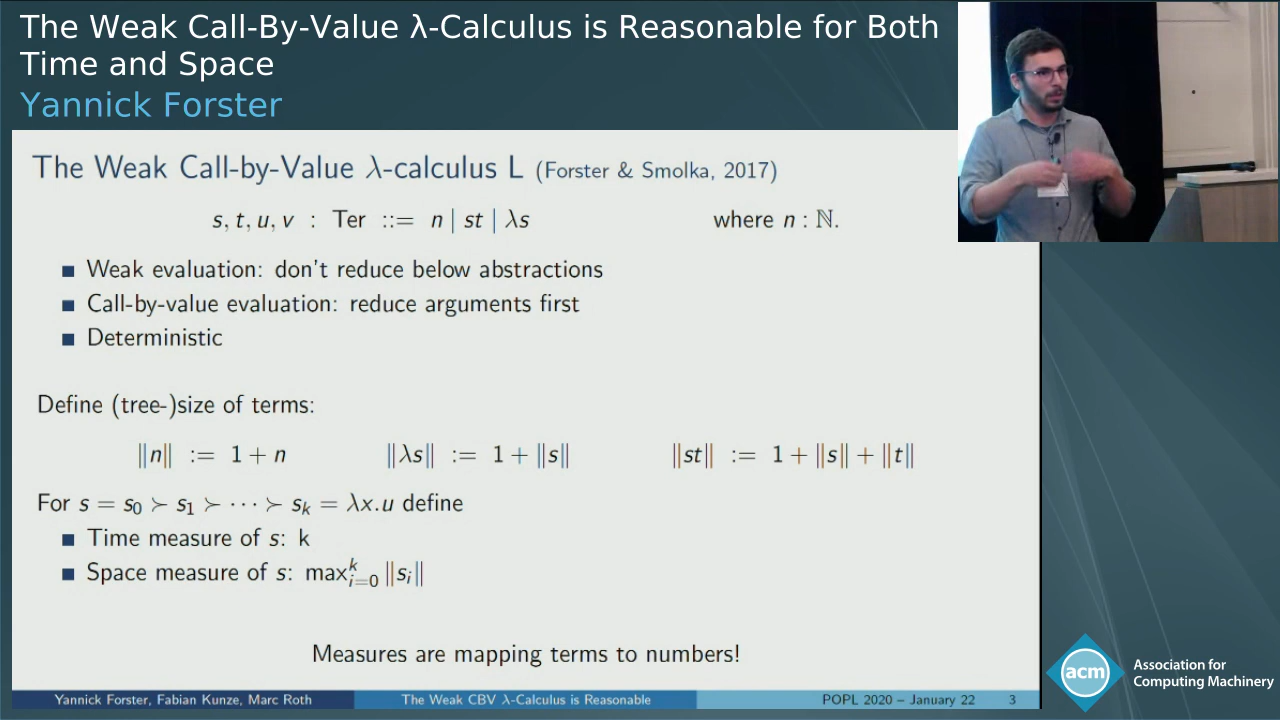 The Weak Call-By-Value λ-Calculus is Reasonable for Both
Time and Space
Yannick Forster
The Weak Call-by-Value λ-calculus L (Forster & Smolka, 2017)
s, t, u, v : Ter ::= n | st | λs where n : ℕ.
■ Weak evaluation: don't reduce below abstractions
■ Call-by-value evaluation: reduce arguments first
■ Deterministic
Define (tree-)size of terms:
‖n‖ := 1 + n ‖λs‖ := 1 + ‖s‖ ‖st‖ := 1 + ‖s‖ + ‖t‖
For s = s₀ ≻ s₁ ≻ ⋯ ≻ sₖ = λx.u define
■ Time measure of s: k
■ Space measure of s: maxᵏᵢ₌₀ ‖sᵢ‖
Measures are mapping terms to numbers!
Yannick Forster, Fabian Kunze, Marc Roth The Weak CBV λ-Calculus is Reasonable POPL 2020 – January 22 3
acm
Association for
Computing Machinery